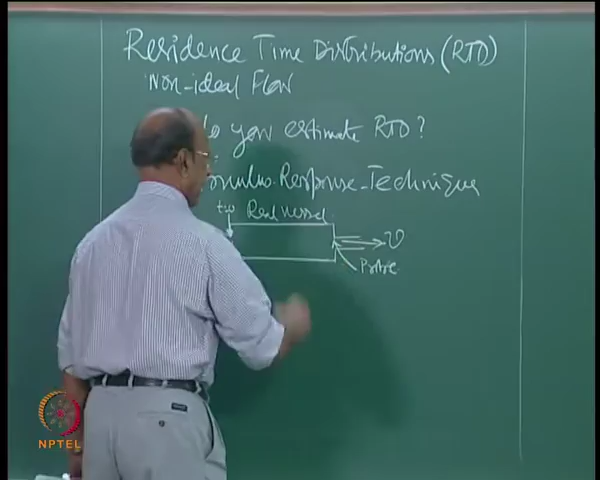 Residence Time Distributions (RTD)
Non-ideal Flow
do you estimate RTD?
Response Technique
Real vessel
v
Probe
NPTEL